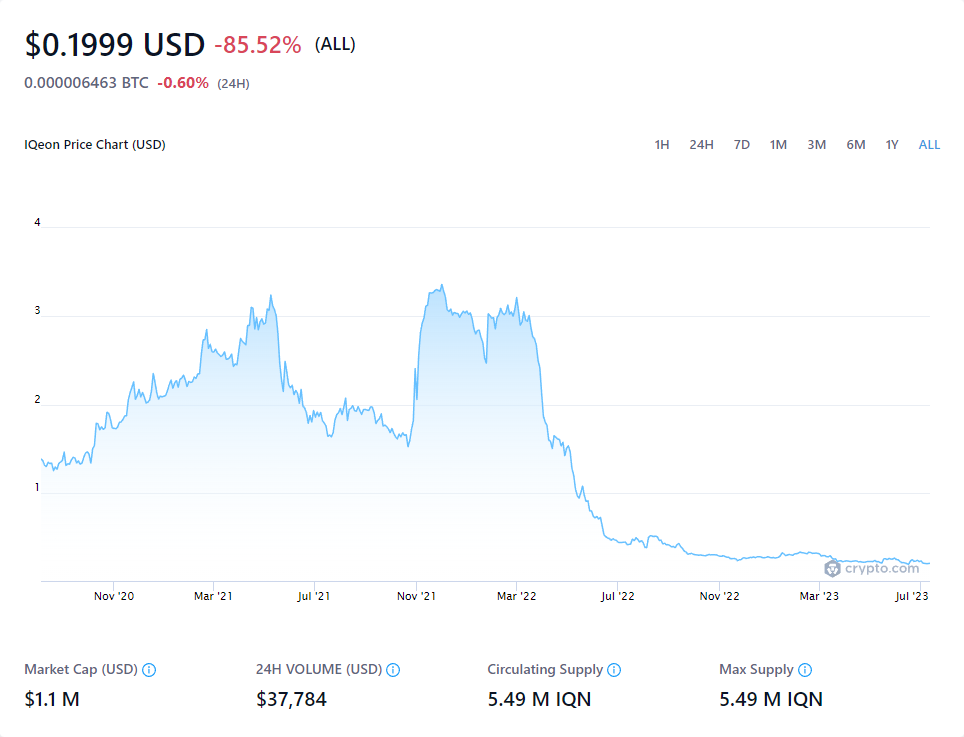 $0.1999 USD -85.52% (ALL)
0.000006463 BTC -0.60% (24H)
IQeon Price Chart (USD) 1H 24H 7D 1M 3M 6M 1Y ALL
4
3
2
1
crypto.com
Nov '20 Mar '21 Jul '21 Nov '21 Mar '22 Jul '22 Nov '22 Mar '23 Jul '23
Market Cap (USD) 24H VOLUME (USD) Circulating Supply Max Supply
$1.1 M $37,784 5.49 M IQN 5.49 M IQN